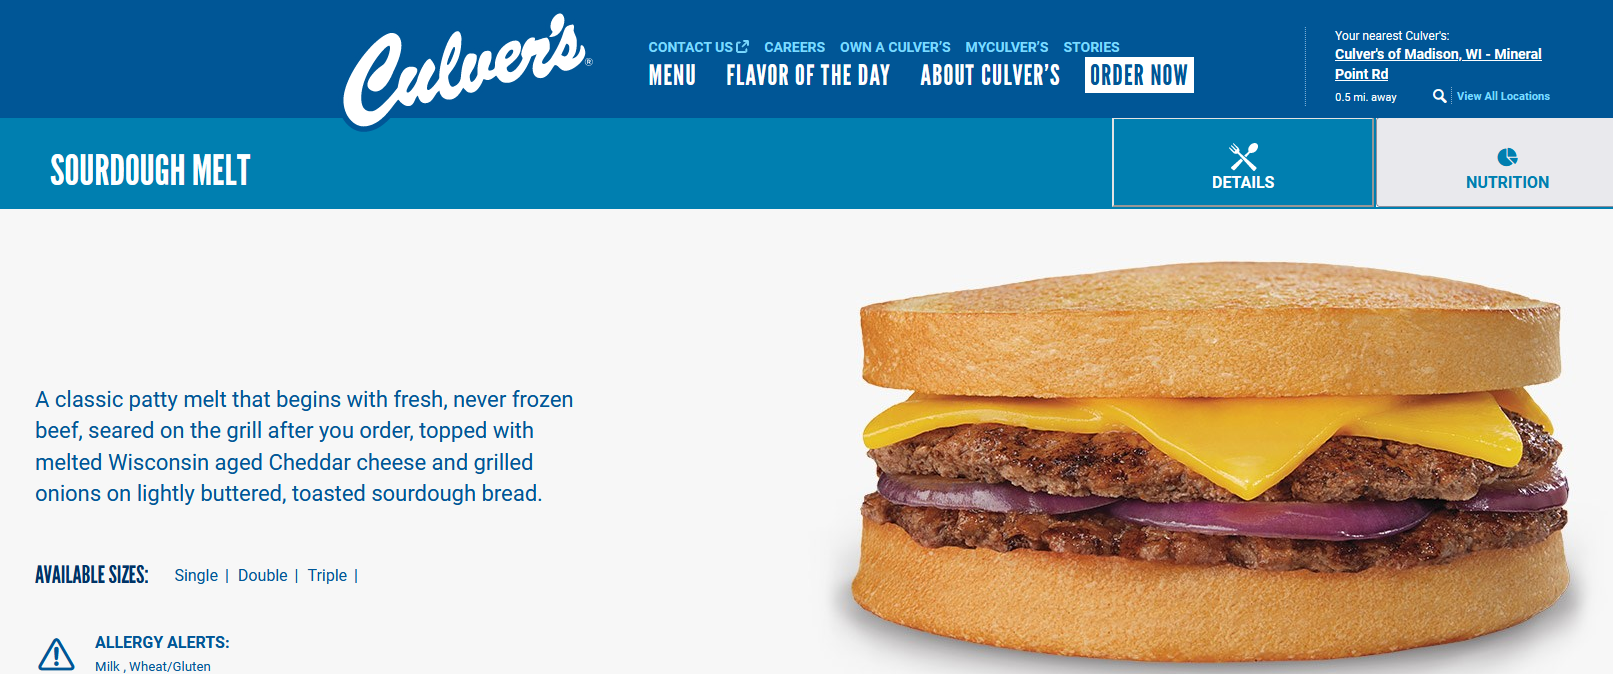 Culver's®
CONTACT US CAREERS OWN A CULVER'S MYCULVER'S STORIES
MENU FLAVOR OF THE DAY ABOUT CULVER'S ORDER NOW
Your nearest Culver's:
Culver's of Madison, WI - Mineral
Point Rd
0.5 mi. away View All Locations
SOURDOUGH MELT
DETAILS
NUTRITION
A classic patty melt that begins with fresh, never frozen
beef, seared on the grill after you order, topped with
melted Wisconsin aged Cheddar cheese and grilled
onions on lightly buttered, toasted sourdough bread.
AVAILABLE SIZES: Single | Double | Triple |
ALLERGY ALERTS:
Milk , Wheat/Gluten